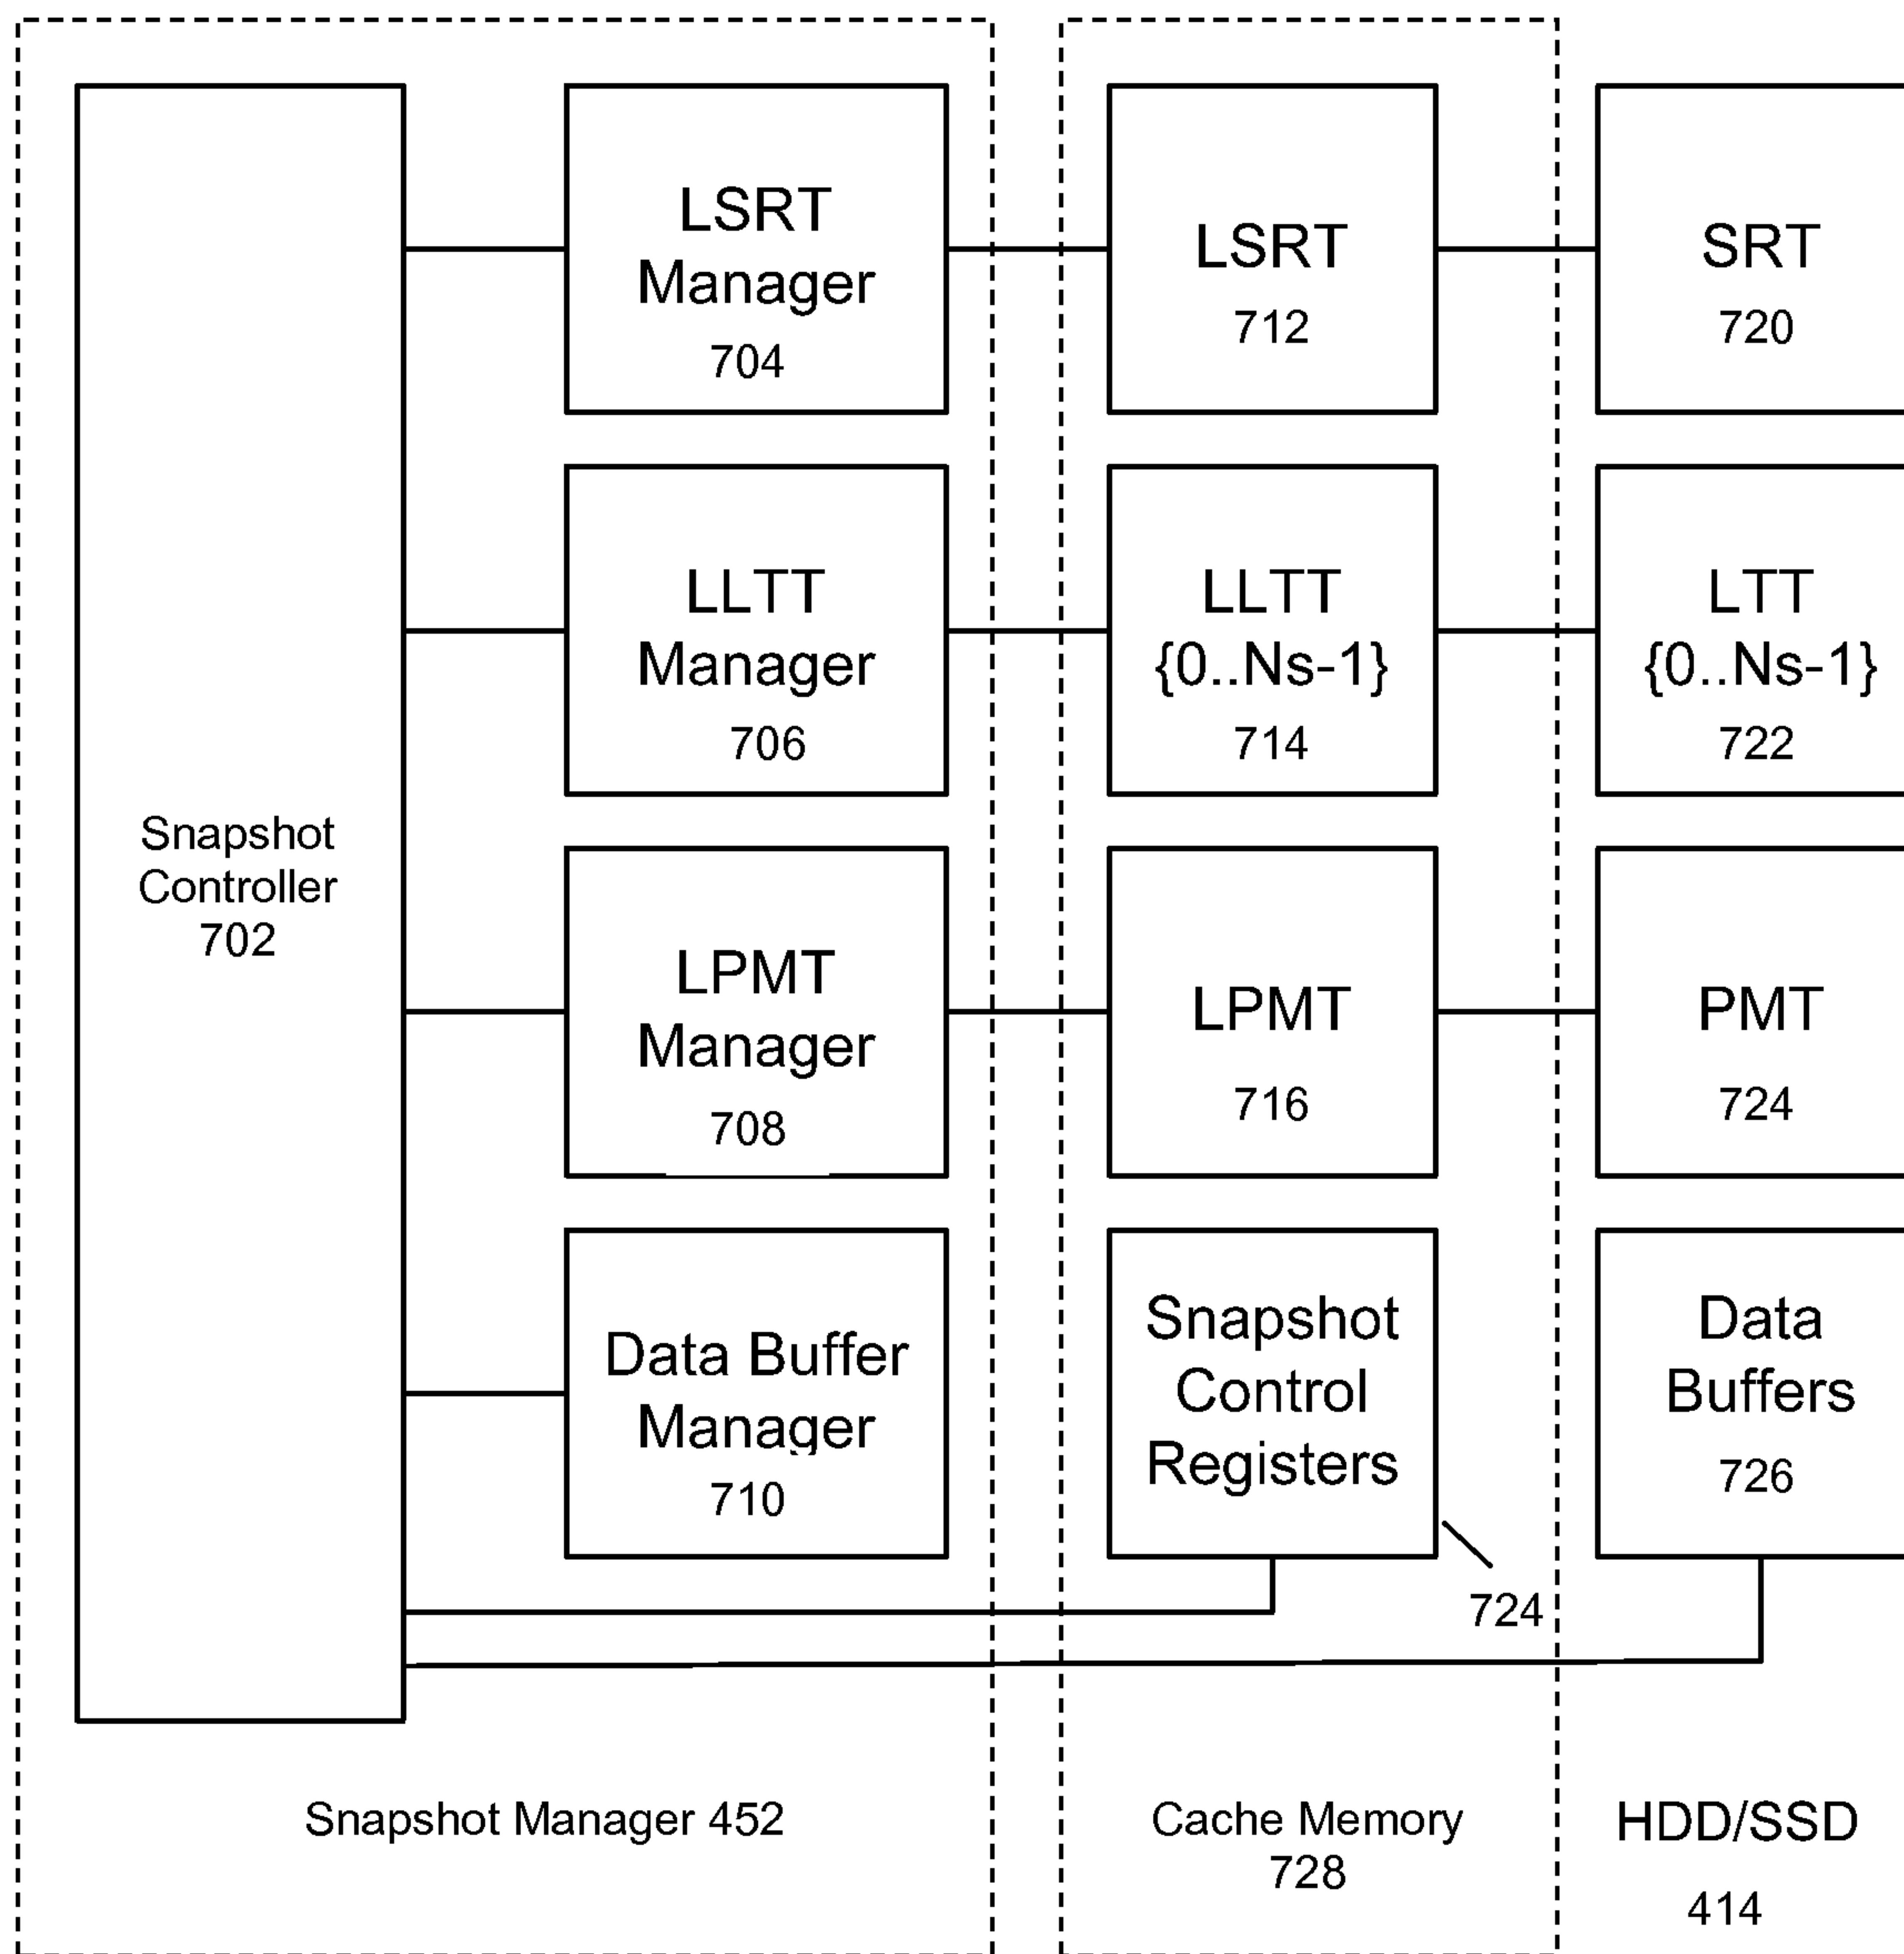 Snapshot
Controller
702
LSRT
Manager
704
LSRT
712
SRT
720
LLTT
Manager
706
LLTT
{0..Ns-1}
714
LTT
{0..Ns-1}
722
LPMT
Manager
708
LPMT
716
PMT
724
Data Buffer
Manager
710
Snapshot
Control
Registers
724
Data
Buffers
726
Snapshot Manager 452
Cache Memory
728
HDD/SSD
414